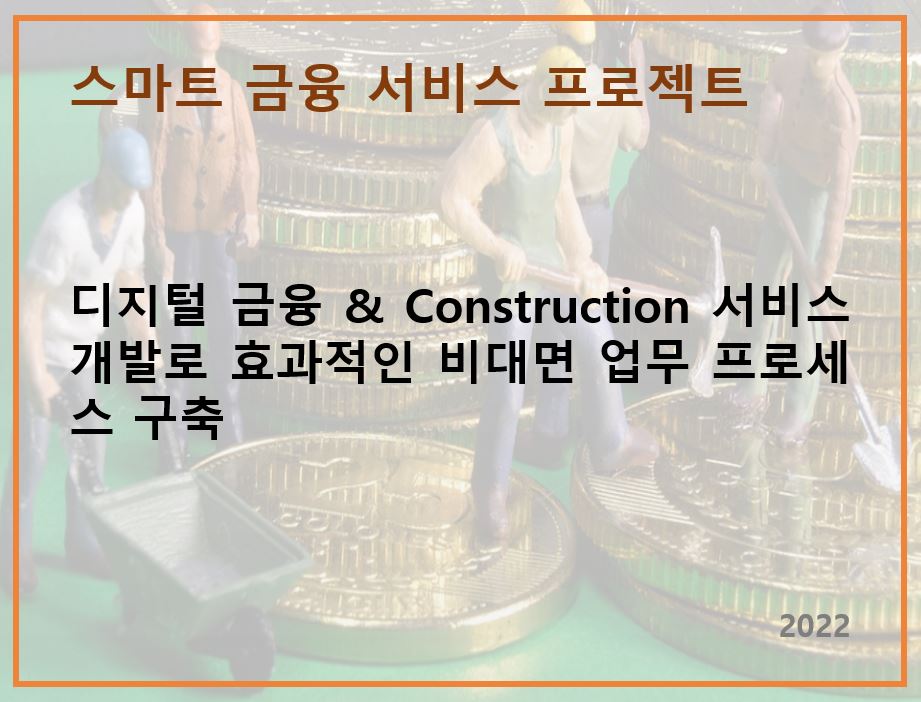 스마트 금융 서비스 프로젝트
디지털 금융 & Construction 서비스
개발로 효과적인 비대면 업무 프로세
스 구축
2022